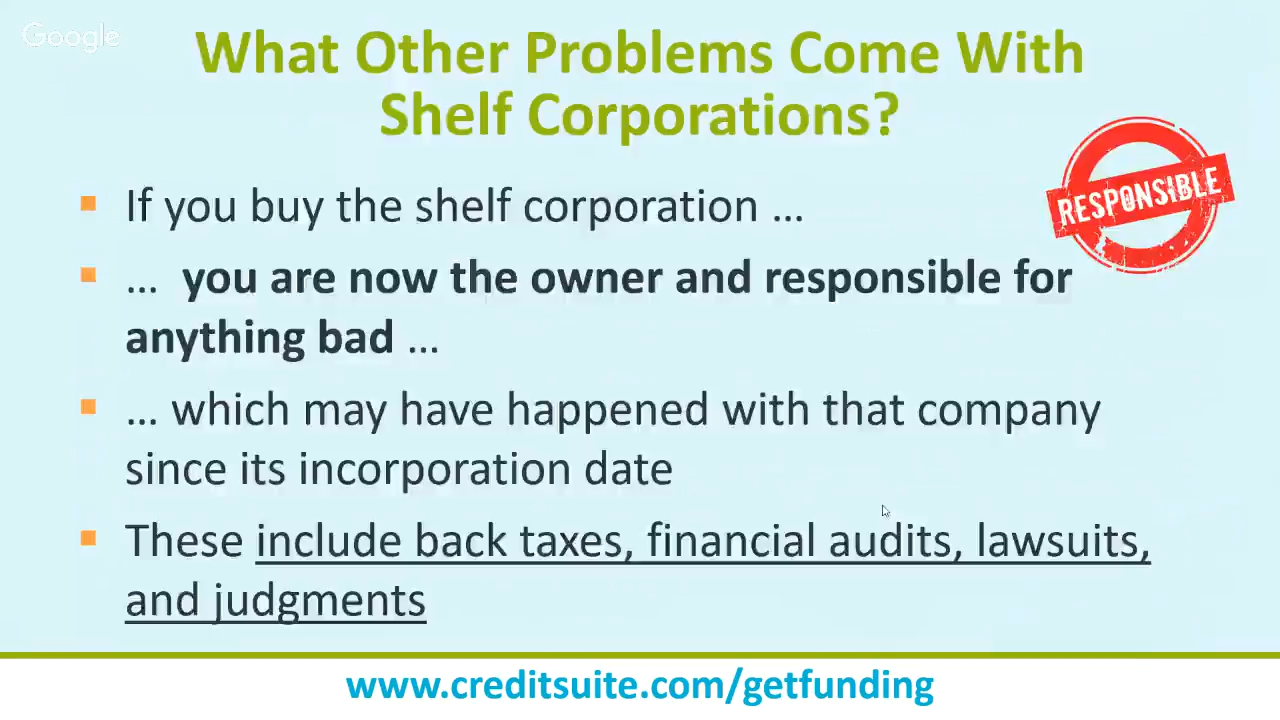 Google
What Other Problems Come With
Shelf Corporations?
RESPONSIBLE
If you buy the shelf corporation ...
... you are now the owner and responsible for
anything bad ...
... which may have happened with that company
since its incorporation date
These include back taxes, financial audits, lawsuits,
and judgments
www.creditsuite.com/getfunding